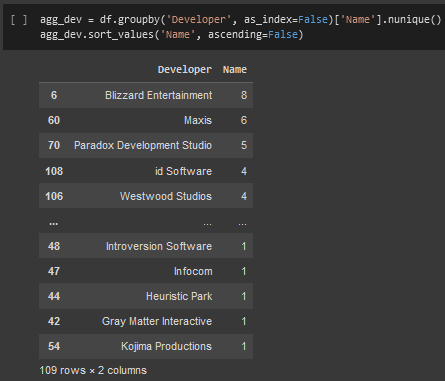 [ ] agg_dev = df.groupby('Developer', as_index=False)['Name'].nunique()
agg_dev.sort_values('Name', ascending=False)
Developer Name
6 Blizzard Entertainment 8
60 Maxis 6
70 Paradox Development Studio 5
108 id Software 4
106 Westwood Studios 4
... ... ...
48 Introversion Software 1
47 Infocom 1
44 Heuristic Park 1
42 Gray Matter Interactive 1
54 Kojima Productions 1
109 rows × 2 columns